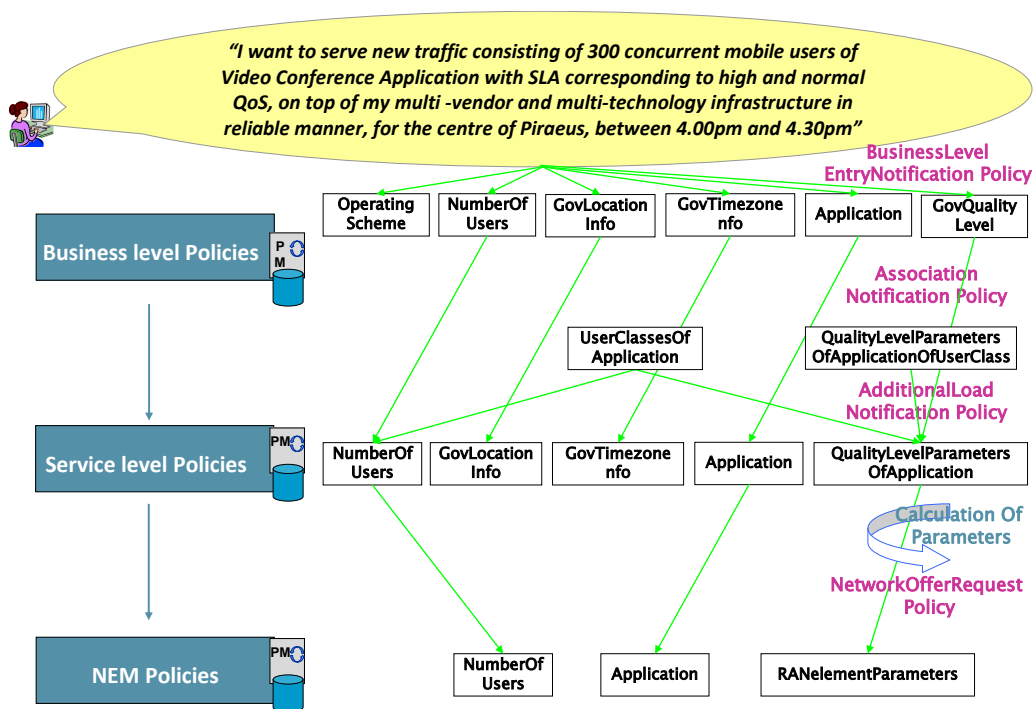 “I want to serve new traffic consisting of 300 concurrent mobile users of
Video Conference Application with SLA corresponding to high and normal
QoS, on top of my multi -vendor and multi-technology infrastructure in
reliable manner, for the centre of Piraeus, between 4.00pm and 4.30pm”
BusinessLevel
EntryNotification Policy
Operating
Scheme
NumberOf
Users
GovLocation
Info
GovTimezone
nfo
Application
GovQuality
Level
Business level Policies
P
M
Association
Notification Policy
UserClassesOf
Application
QualityLevelParameters
OfApplicationOfUserClass
AdditionalLoad
Notification Policy
Service level Policies
PM
NumberOf
Users
GovLocation
Info
GovTimezone
nfo
Application
QualityLevelParameters
OfApplication
Calculation Of
Parameters
NetworkOfferRequest
Policy
NEM Policies
PM
NumberOf
Users
Application
RANelementParameters